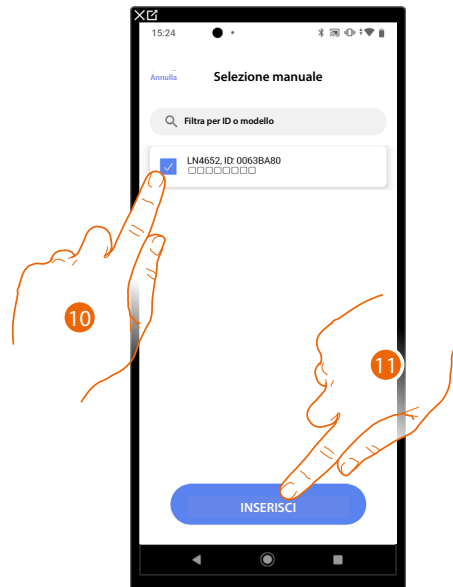 15:24
Annulla
Selezione manuale
Filtra per ID o modello
LN4652, ID: 0063BA80
□□□□□□□□
10
11
INSERISCI